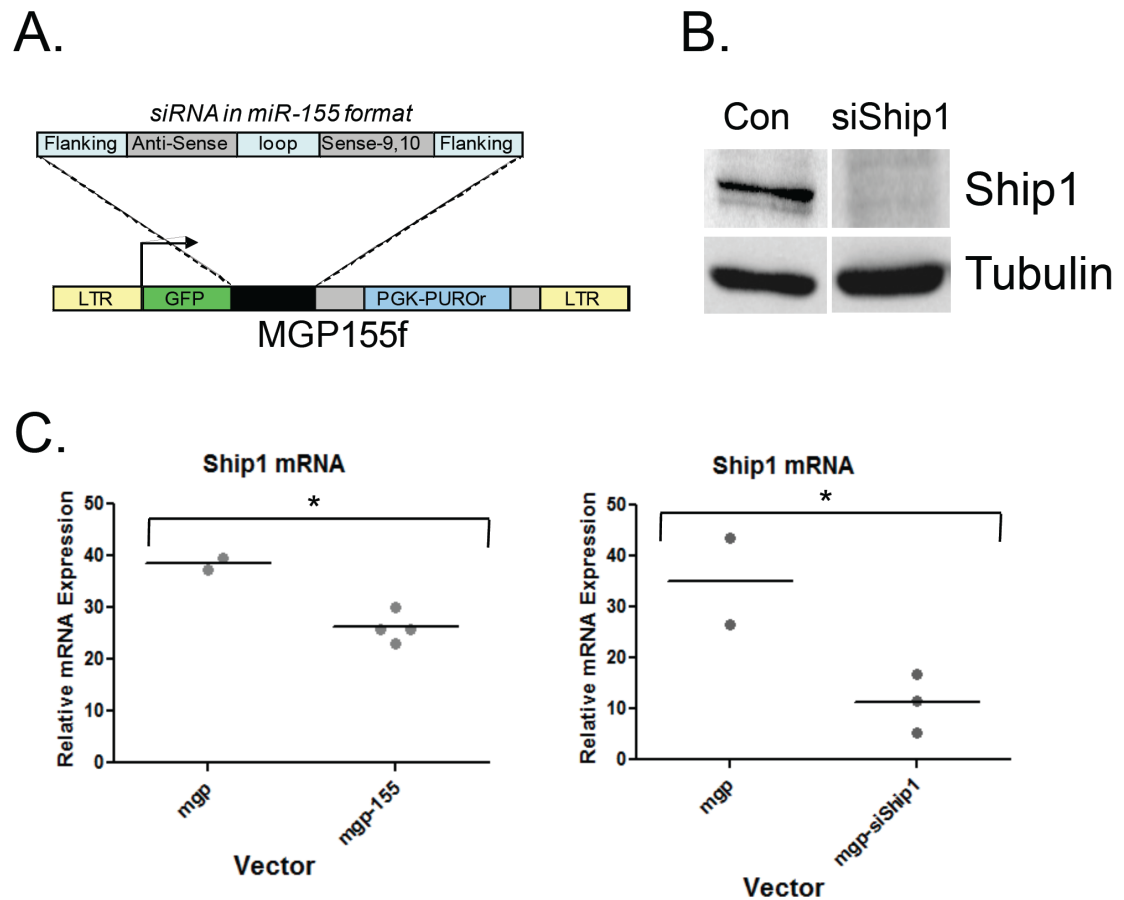 A.
siRNA in miR-155 format
Flanking Anti-Sense loop Sense-9,10 Flanking
LTR GFP PGK-PUROr LTR
MGP155f
B.
Con siShip1
Ship1
Tubulin
C.
Ship1 mRNA
*
Relative mRNA Expression
50
40
30
20
10
0
mgp
mgp-155
Vector
Ship1 mRNA
*
Relative mRNA Expression
50
40
30
20
10
0
mgp
mgp-siShip1
Vector